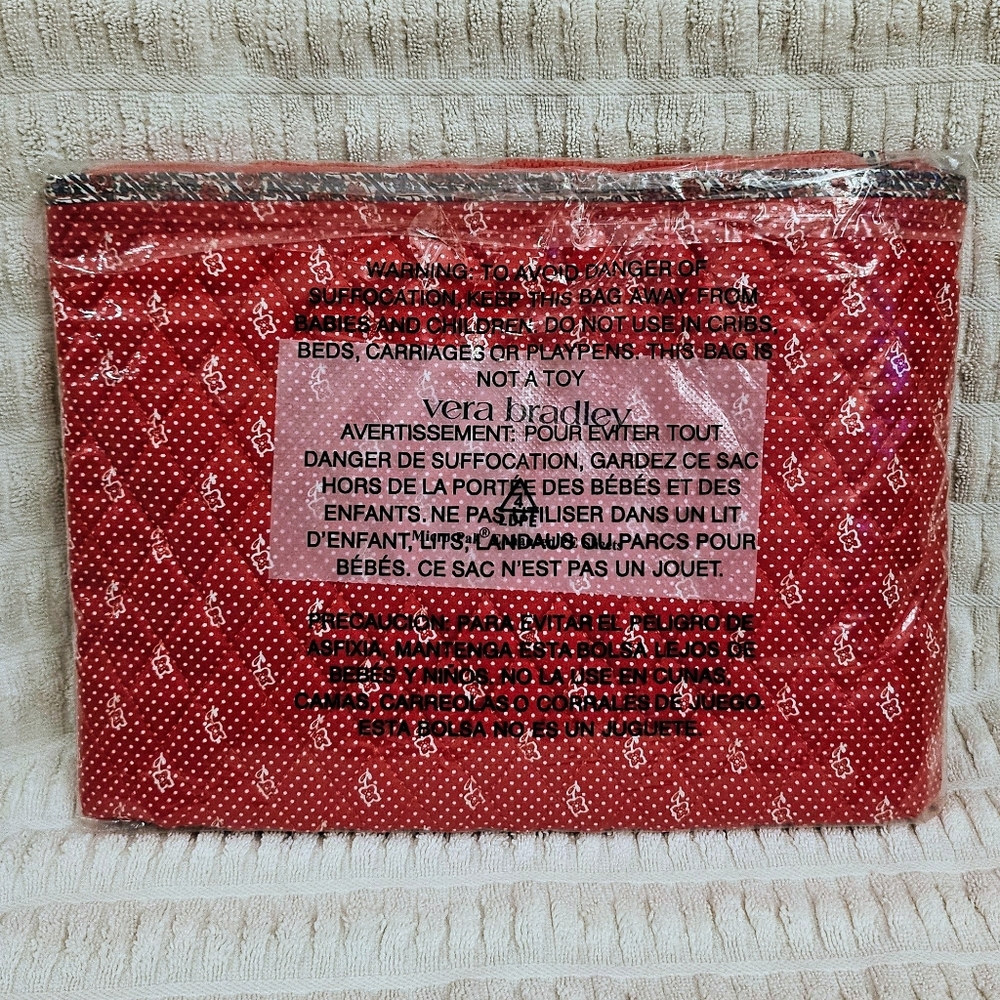 WARNING: TO AVOID DANGER OF
SUFFOCATION, KEEP THIS BAG AWAY FROM
BABIES AND CHILDREN. DO NOT USE IN CRIBS,
BEDS, CARRIAGES OR PLAYPENS. THIS BAG IS
NOT A TOY
vera bradley
AVERTISSEMENT: POUR ÉVITER TOUT
DANGER DE SUFFOCATION, GARDEZ CE SAC
HORS DE LA PORTÉE DES BÉBÉS ET DES
4
ENFANTS. NE PAS UTILISER DANS UN LIT
LDPE
D'ENFANT, LITS, LANDAUS OU PARCS POUR
BÉBÉS. CE SAC N'EST PAS UN JOUET.
PRECAUCION: PARA EVITAR EL PELIGRO DE
ASFIXIA, MANTENGA ESTA BOLSA LEJOS DE
BEBÉS Y NIÑOS. NO LA USE EN CUNAS,
CAMAS, CARREOLAS O CORRALES DE JUEGO.
ESTA BOLSA NO ES UN JUGUETE.